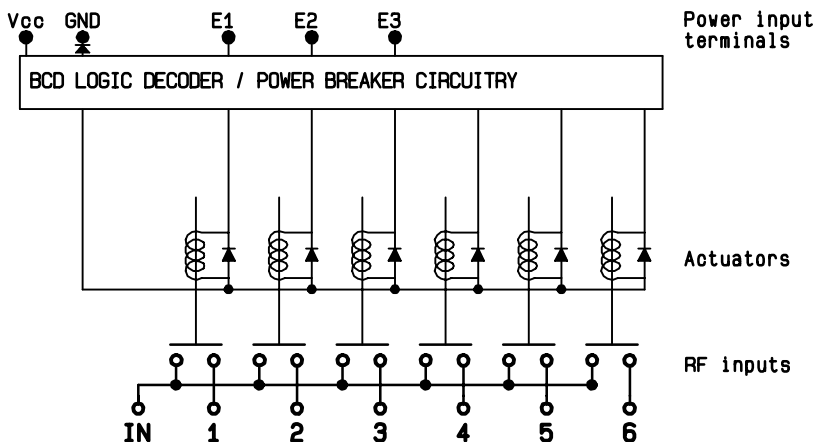 Vcc GND E1 E2 E3 Power input
terminals
BCD LOGIC DECODER / POWER BREAKER CIRCUITRY
Actuators
RF inputs
IN 1 2 3 4 5 6